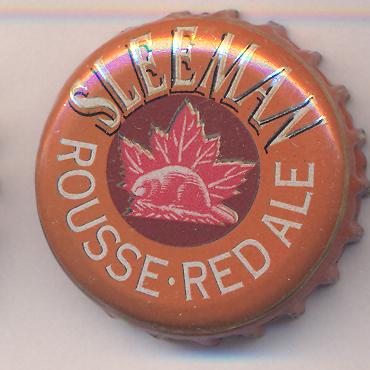 SLEEMAN
ROUSSE · RED ALE